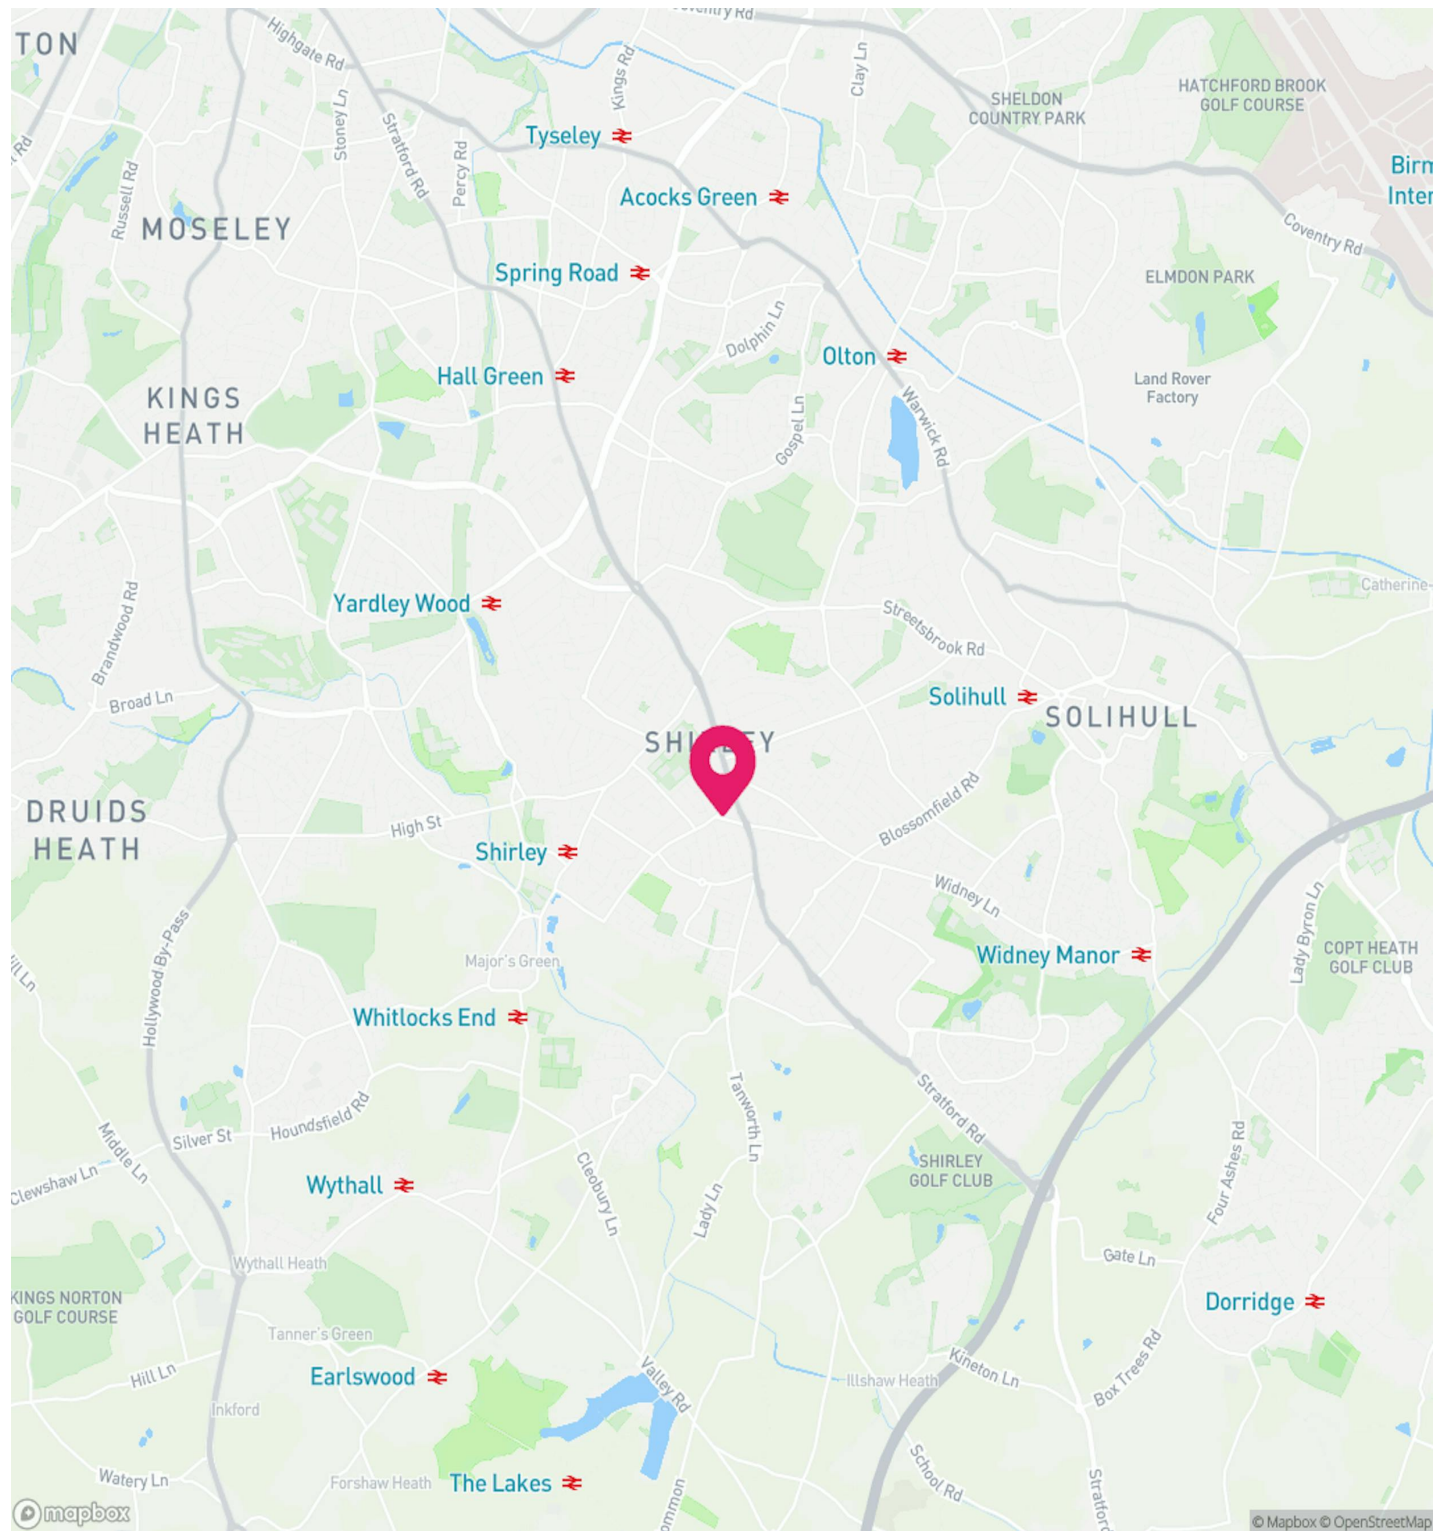 Coventry Rd
TON
Highgate Rd
Kings Rd
Clay Ln
HATCHFORD BROOK
GOLF COURSE
SHELDON
COUNTRY PARK
Stoney Ln
Stratford Rd
Tyseley
Percy Rd
Rd
Birm
Inter
Russell Rd
Acocks Green
MOSELEY
Coventry Rd
Spring Road
ELMDON PARK
Dolphin Ln
Olton
Hall Green
Land Rover
Factory
KINGS
HEATH
Warwick Rd
Gospel Ln
Catherine-
Yardley Wood
Brandwood Rd
Streetsbrook Rd
Broad Ln
Solihull
SOLIHULL
DRUIDS
HEATH
High St
Blossomfield Rd
Shirley
Widney Ln
Lady Byron Ln
Hollywood By-Pass
Widney Manor
COPT HEATH
GOLF CLUB
Major's Green
ill Ln
Whitlocks End
Tanworth Ln
Stratford Rd
Houndsfield Rd
Silver St
Middle Ln
Clewshaw Ln
SHIRLEY
GOLF CLUB
Four Ashes Rd
Wythall
Cleobury Ln
Lady Ln
Wythall Heath
Gate Ln
KINGS NORTON
GOLF COURSE
Dorridge
Tanner's Green
Hill Ln
Earlswood
Valley Rd
Illshaw Heath
Kineton Ln
Box Trees Rd
Inkford
Watery Ln
Forshaw Heath
The Lakes
School Rd
Stratford
ommon
mapbox
© Mapbox © OpenStreetMap